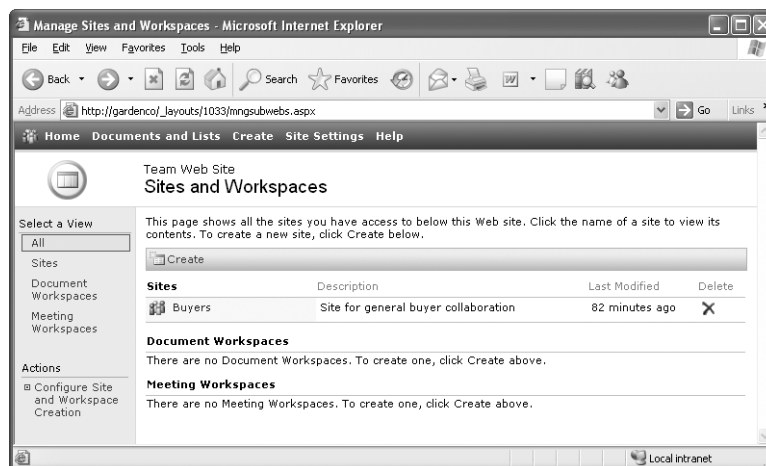 Manage Sites and Workspaces - Microsoft Internet Explorer
File Edit View Favorites Tools Help
Back Search Favorites
Address http://gardenco/_layouts/1033/mngsubwebs.aspx Go Links
Home Documents and Lists Create Site Settings Help
Team Web Site
Sites and Workspaces
Select a View
All
Sites
Document
Workspaces
Meeting
Workspaces
Actions
Configure Site
and Workspace
Creation
This page shows all the sites you have access to below this Web site. Click the name of a site to view its
contents. To create a new site, click Create below.
Create
Sites Description Last Modified Delete
Buyers Site for general buyer collaboration 82 minutes ago
Document Workspaces
There are no Document Workspaces. To create one, click Create above.
Meeting Workspaces
There are no Meeting Workspaces. To create one, click Create above.
Local intranet